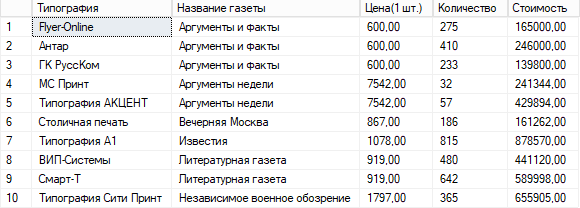 Типография Название газеты Цена(1 шт.) Количество Стоимость
1 Flyer-Online Аргументы и факты 600,00 275 165000,00
2 Антар Аргументы и факты 600,00 410 246000,00
3 ГК РуссКом Аргументы и факты 600,00 233 139800,00
4 МС Принт Аргументы недели 7542,00 32 241344,00
5 Типография АКЦЕНТ Аргументы недели 7542,00 57 429894,00
6 Столичная печать Вечерняя Москва 867,00 186 161262,00
7 Типография А1 Известия 1078,00 815 878570,00
8 ВИП-Системы Литературная газета 919,00 480 441120,00
9 Смарт-Т Литературная газета 919,00 642 589998,00
10 Типография Сити Принт Независимое военное обозрение 1797,00 365 655905,00